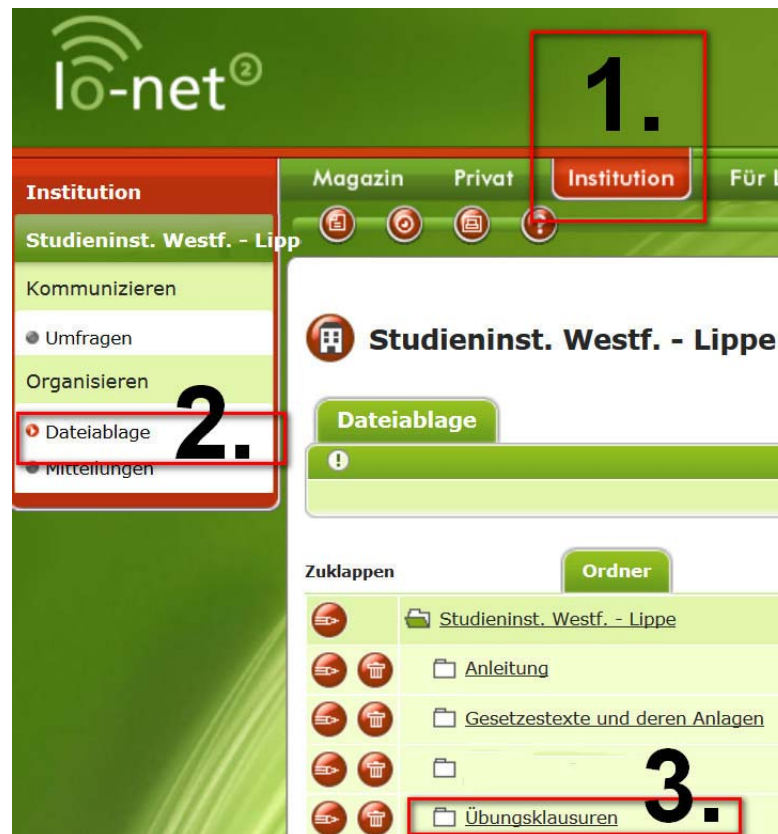 lo-net²
1.
Institution
Magazin Privat Institution Für L
Studieninst. Westf. - Lipp
Kommunizieren
Umfragen
Studieninst. Westf. - Lippe
Organisieren
2.
Dateiablage
Dateiablage
Mitteilungen
Zuklappen Ordner
Studieninst. Westf. - Lippe
Anleitung
Gesetzestexte und deren Anlagen
3.
Übungsklausuren